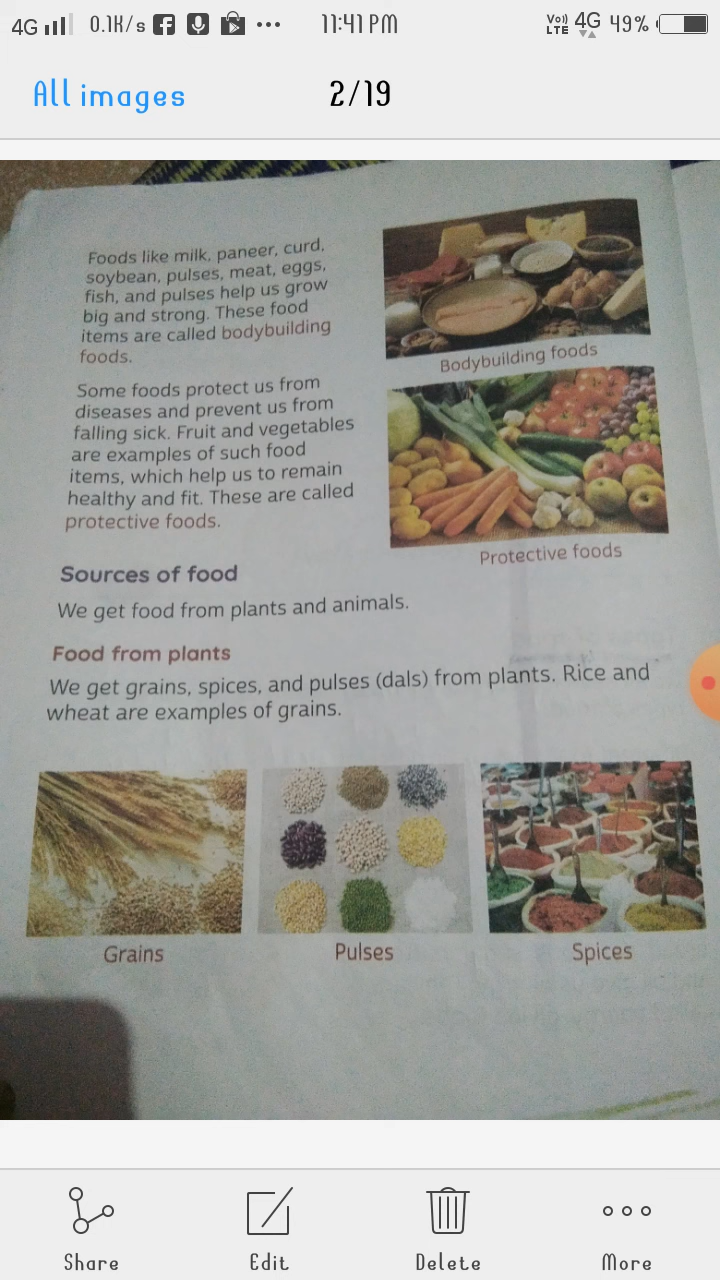 4G 0.1K/s 11:41 PM Vo)) LTE 4G 49%
All images 2/19
Foods like milk, paneer, curd,
soybean, pulses, meat, eggs,
fish, and pulses help us grow
big and strong. These food
items are called bodybuilding
foods.
Bodybuilding foods
Some foods protect us from
diseases and prevent us from
falling sick. Fruit and vegetables
are examples of such food
items, which help us to remain
healthy and fit. These are called
protective foods.
Protective foods
Sources of food
We get food from plants and animals.
Food from plants
We get grains, spices, and pulses (dals) from plants. Rice and
wheat are examples of grains.
Grains Pulses Spices
Share Edit Delete More